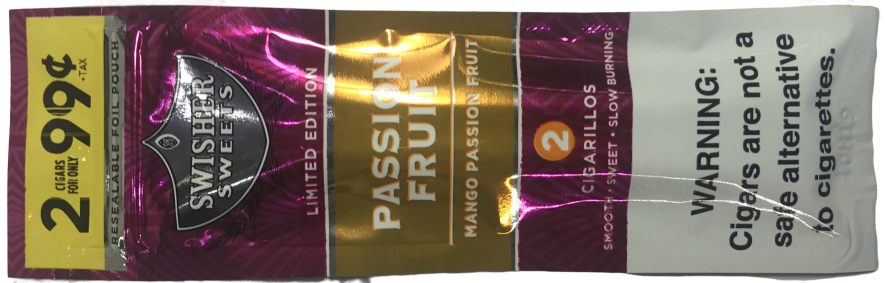 2 CIGARS
FOR ONLY 99¢
+TAX
RESEALABLE FOIL POUCH
SWISHER
SWEETS
LIMITED EDITION
PASSION
FRUIT
MANGO PASSION FRUIT
2
CIGARILLOS
SMOOTH • SWEET • SLOW BURNING
WARNING:
Cigars are not a
safe alternative
to cigarettes.